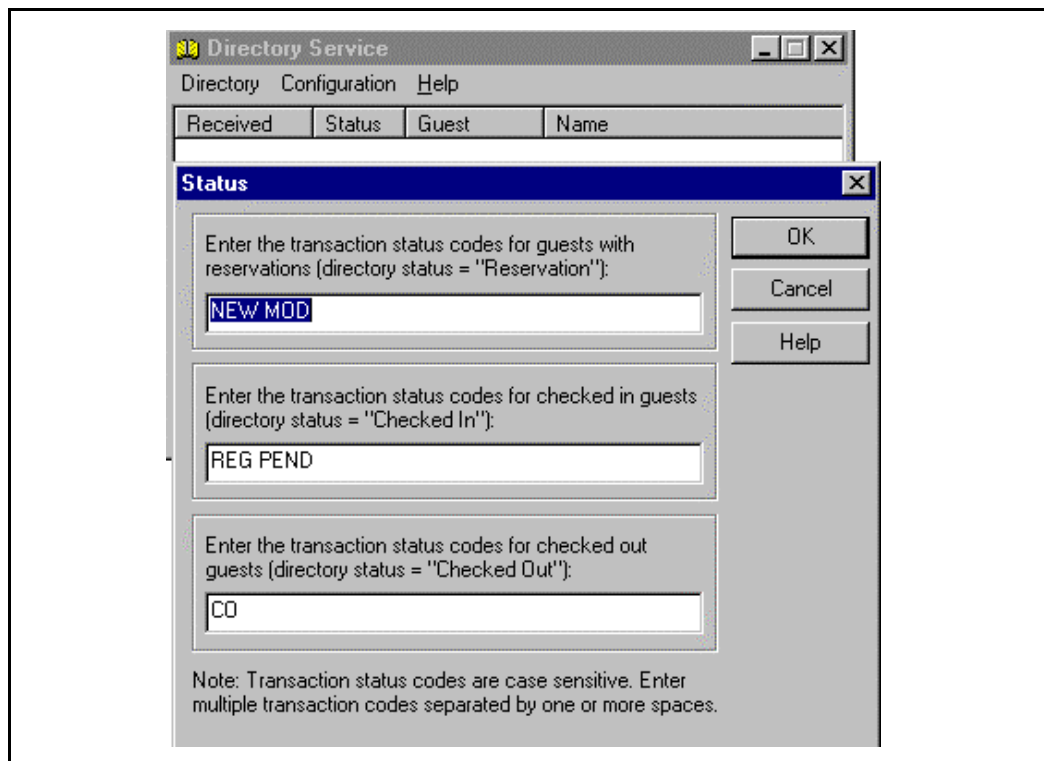 Directory Service
Directory Configuration Help
Received Status Guest Name
Status
Enter the transaction status codes for guests with
reservations (directory status = "Reservation"):
NEW MOD
OK
Cancel
Help
Enter the transaction status codes for checked in guests
(directory status = "Checked In"):
REG PEND
Enter the transaction status codes for checked out
guests (directory status = "Checked Out"):
CO
Note: Transaction status codes are case sensitive. Enter
multiple transaction codes separated by one or more spaces.